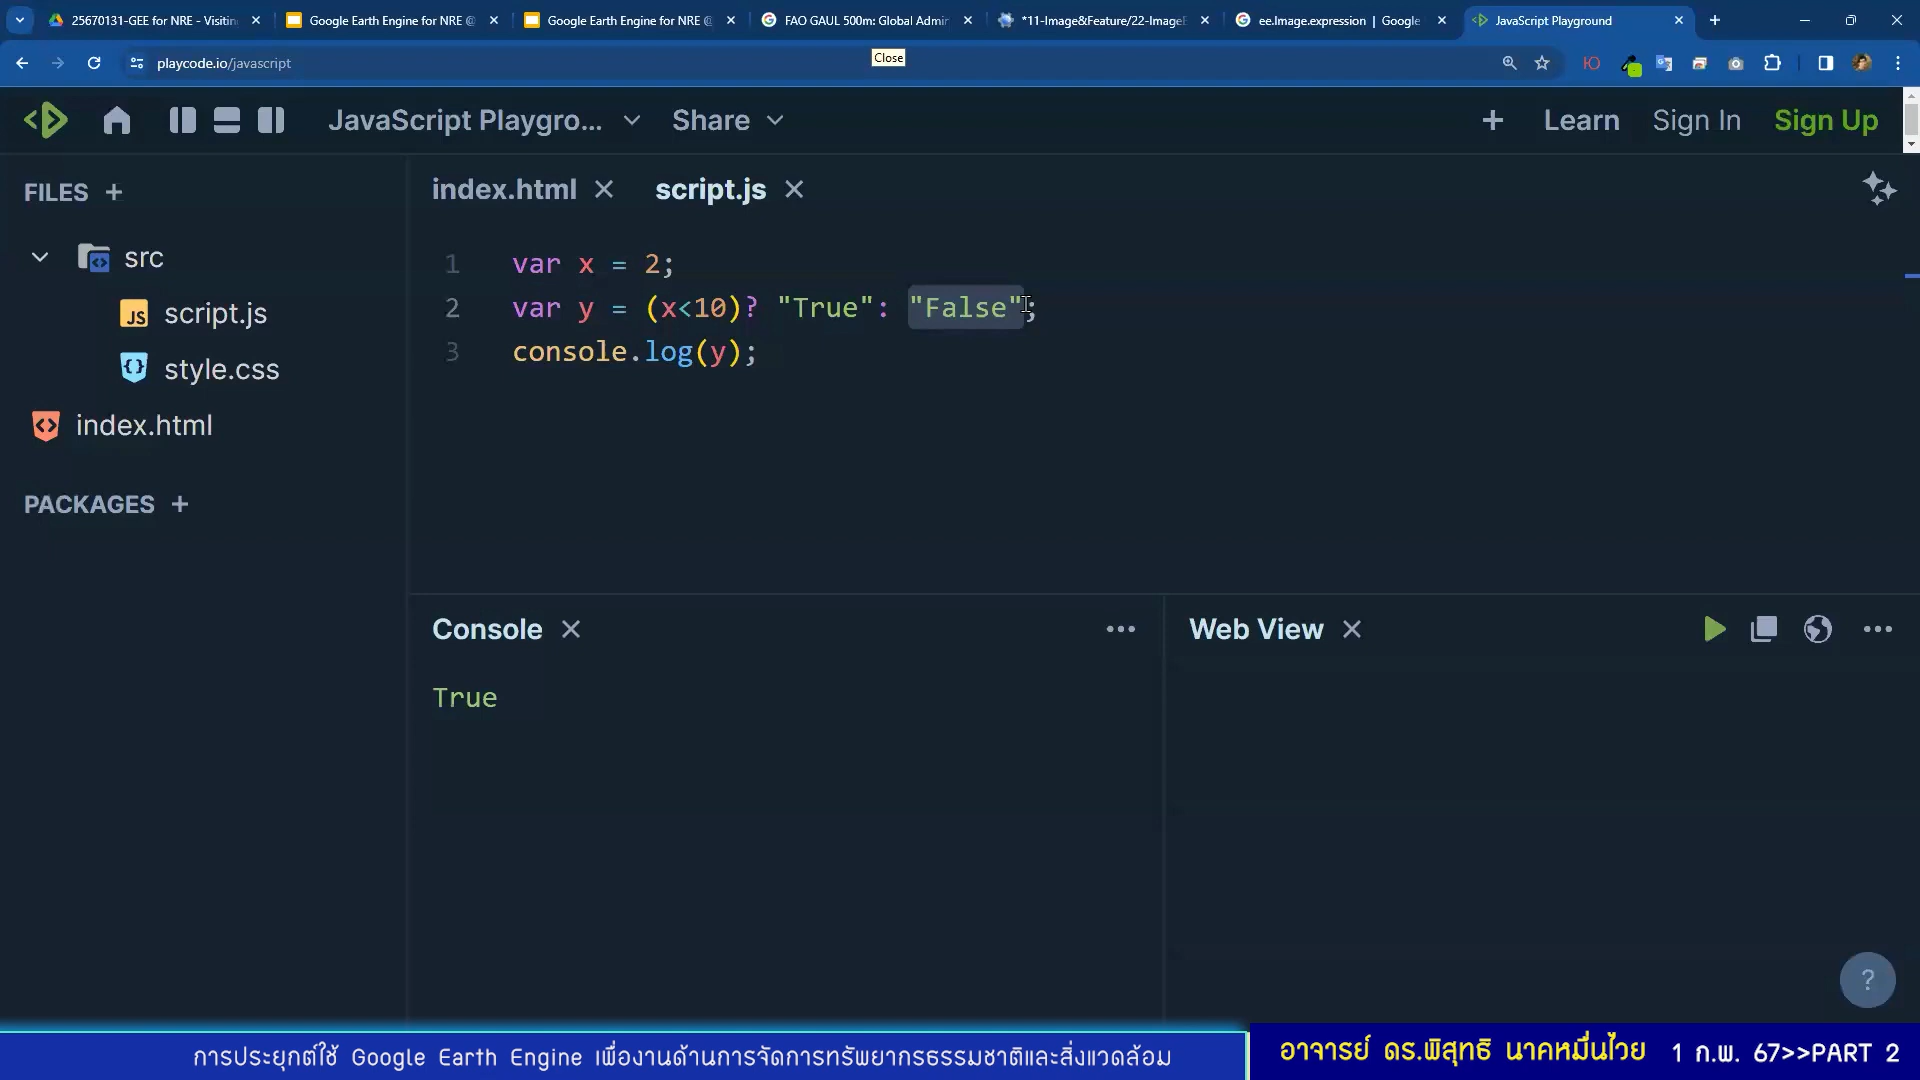 25670131-GEE for NRE - Visiting
Google Earth Engine for NRE @
Google Earth Engine for NRE @
FAO GAUL 500m: Global Admin
*11-Image&Feature/22-ImageE
ee.Image.expression | Google
JavaScript Playground
playcode.io/javascript
Close
JavaScript Playgro...
Share
Learn
Sign In
Sign Up
FILES +
index.html
script.js
src
script.js
style.css
index.html
PACKAGES +
1 var x = 2;
2 var y = (x<10)? "True": "False";
3 console.log(y);
Console
Web View
True
?
การประยุกต์ใช้ Google Earth Engine เพื่องานด้านการจัดการทรัพยากรธรรมชาติและสิ่งแวดล้อม
อาจารย์ ดร.พิสุทธิ นาคหมื่นไวย 1 ก.พ. 67>>PART 2